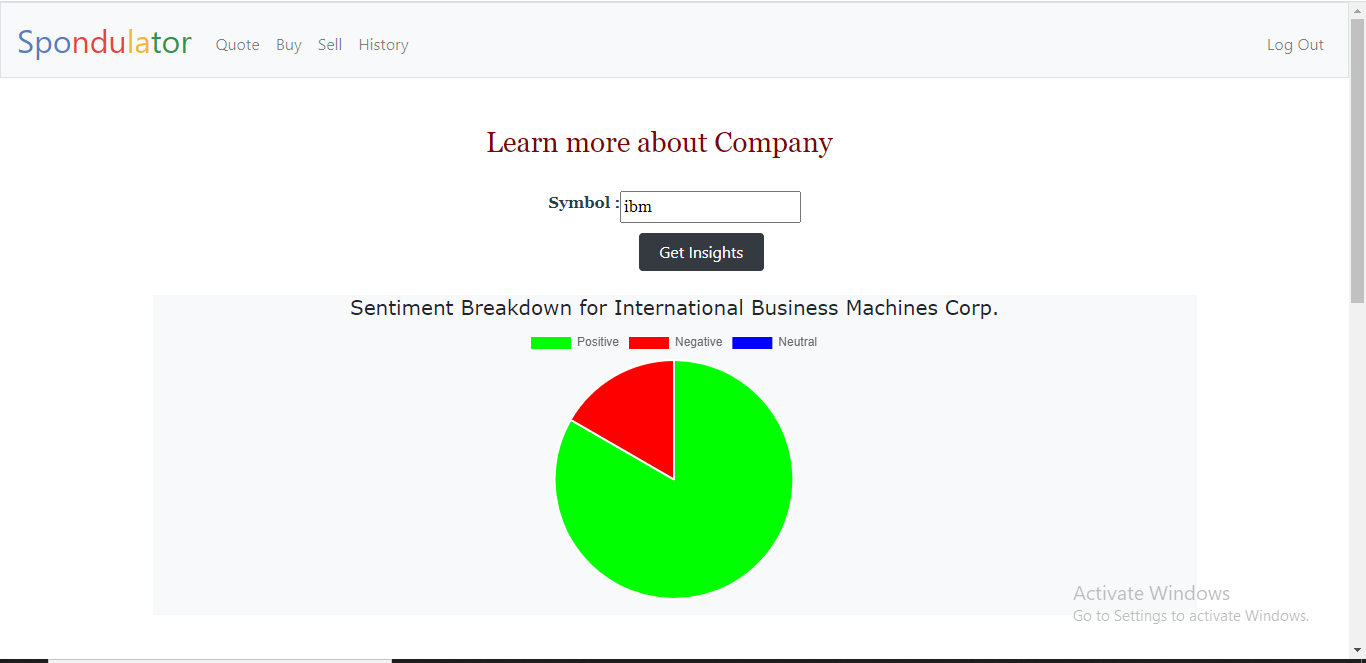 Spondulator Quote Buy Sell History Log Out
Learn more about Company
Symbol : ibm
Get Insights
Sentiment Breakdown for International Business Machines Corp.
Positive Negative Neutral
Activate Windows
Go to Settings to activate Windows.